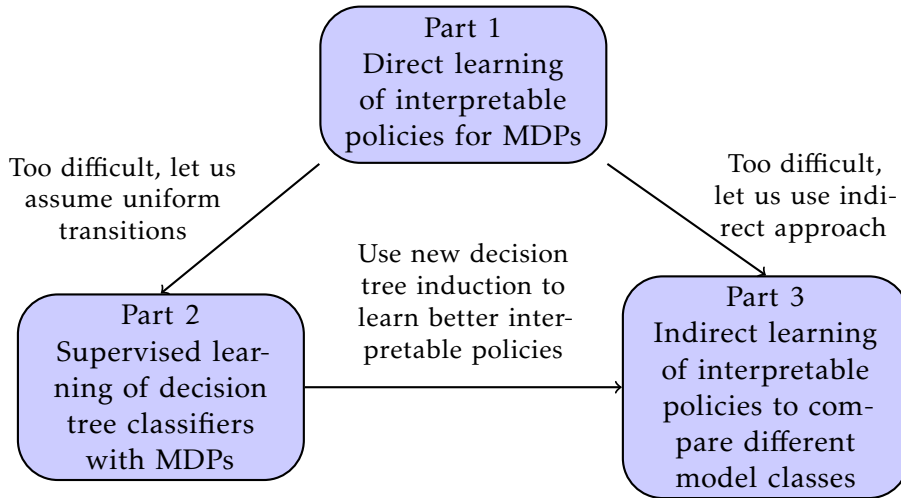 Part 1
Direct learning
of interpretable
policies for MDPs
Too difficult, let us
assume uniform
transitions
Too difficult,
let us use indi-
rect approach
Use new decision
tree induction to
learn better inter-
pretable policies
Part 2
Supervised lear-
ning of decision
tree classifiers
with MDPs
Part 3
Indirect learning
of interpretable
policies to com-
pare different
model classes